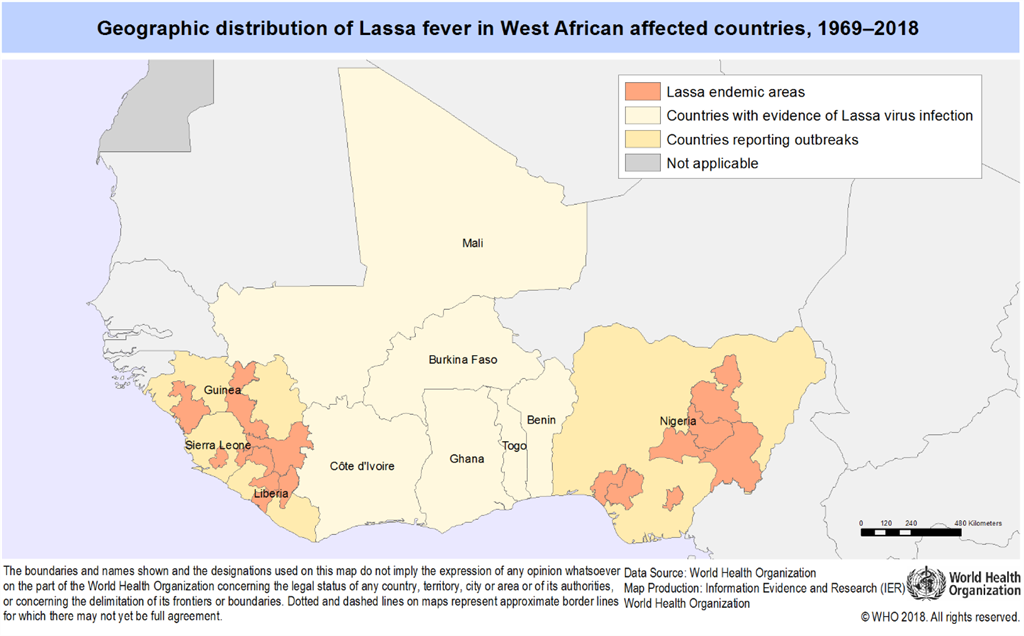 Geographic distribution of Lassa fever in West African affected countries, 1969–2018
Lassa endemic areas
Countries with evidence of Lassa virus infection
Countries reporting outbreaks
Not applicable
Mali
Burkina Faso
Guinea
Benin
Nigeria
Sierra Leone
Togo
Ghana
Côte d'Ivoire
Liberia
0 120 240 480 Kilometers
The boundaries and names shown and the designations used on this map do not imply the expression of any opinion whatsoever
on the part of the World Health Organization concerning the legal status of any country, territory, city or area or of its authorities,
or concerning the delimitation of its frontiers or boundaries. Dotted and dashed lines on maps represent approximate border lines
for which there may not yet be full agreement.
Data Source: World Health Organization
Map Production: Information Evidence and Research (IER)
World Health Organization
World Health
Organization
© WHO 2018. All rights reserved.